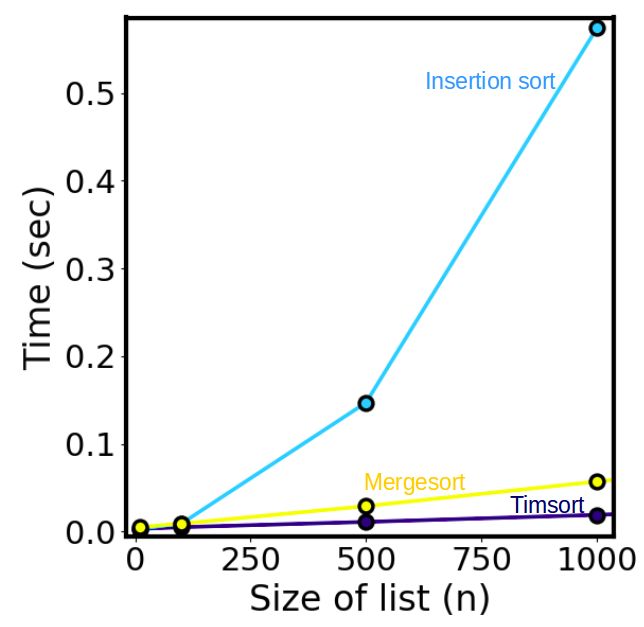 Insertion sort
0.5
0.4
0.3
0.2
0.1
0.0
Time (sec)
Mergesort
Timsort
0 250 500 750 1000
Size of list (n)